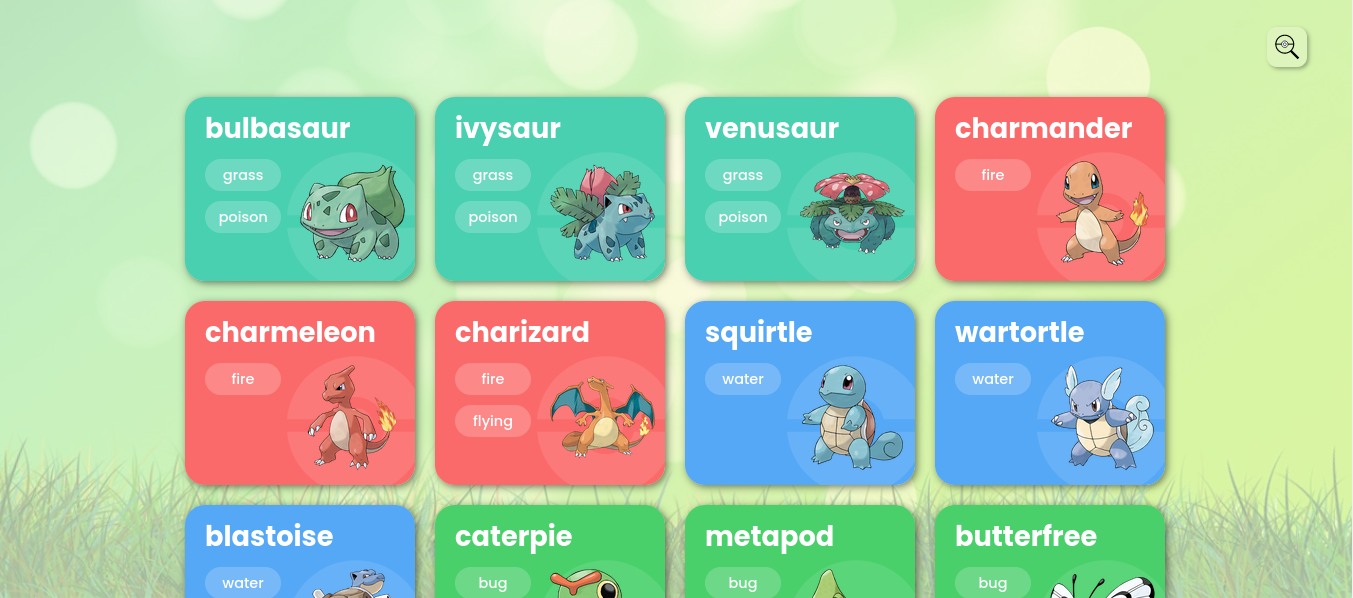 bulbasaur
grass
poison
ivysaur
grass
poison
venusaur
grass
poison
charmander
fire
charmeleon
fire
charizard
fire
flying
squirtle
water
wartortle
water
blastoise
water
caterpie
bug
metapod
bug
butterfree
bug